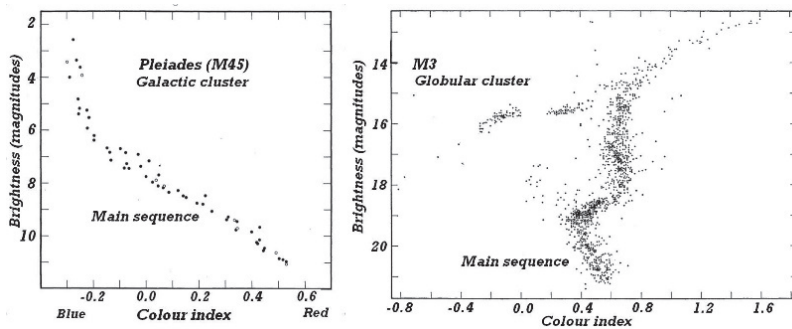 2
4
6
8
10
Brightness (magnitudes)
Pleiades (M45)
Galactic cluster
Main sequence
-0.2 0.0 0.2 0.4 0.6
Blue Colour index Red
14
16
18
20
Brightness (magnitudes)
M3
Globular cluster
Main sequence
-0.8 -0.4 0.0 0.4 0.8 1.2 1.6
Colour index